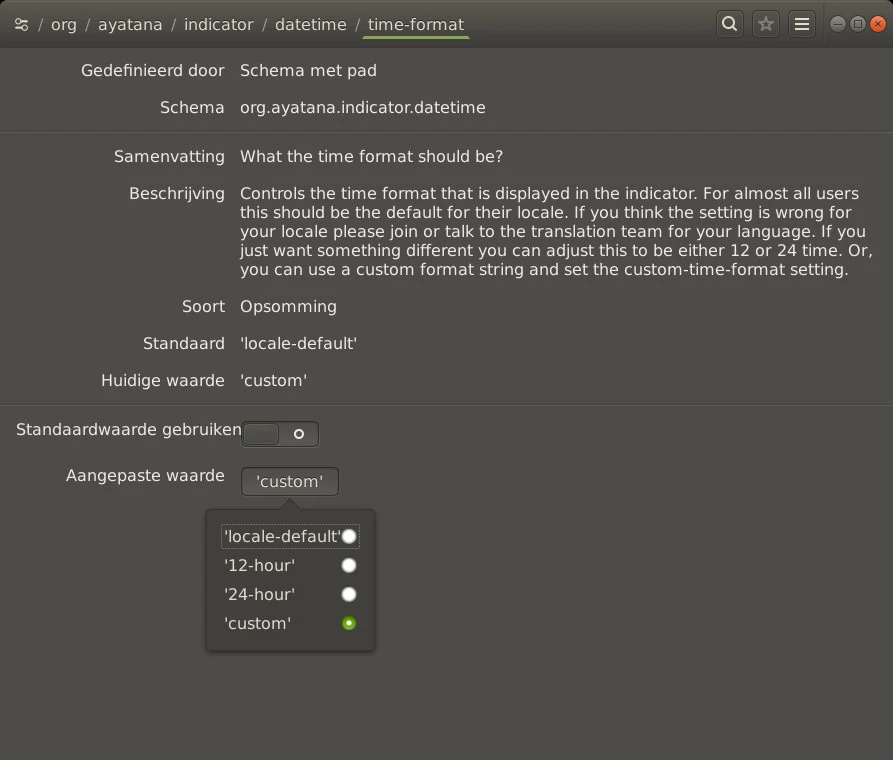 / org / ayatana / indicator / datetime / time-format
Gedefinieerd door Schema met pad
Schema org.ayatana.indicator.datetime
Samenvatting What the time format should be?
Beschrijving Controls the time format that is displayed in the indicator. For almost all users
this should be the default for their locale. If you think the setting is wrong for
your locale please join or talk to the translation team for your language. If you
just want something different you can adjust this to be either 12 or 24 time. Or,
you can use a custom format string and set the custom-time-format setting.
Soort Opsomming
Standaard 'locale-default'
Huidige waarde 'custom'
Standaardwaarde gebruiken
Aangepaste waarde 'custom'
'locale-default'
'12-hour'
'24-hour'
'custom'